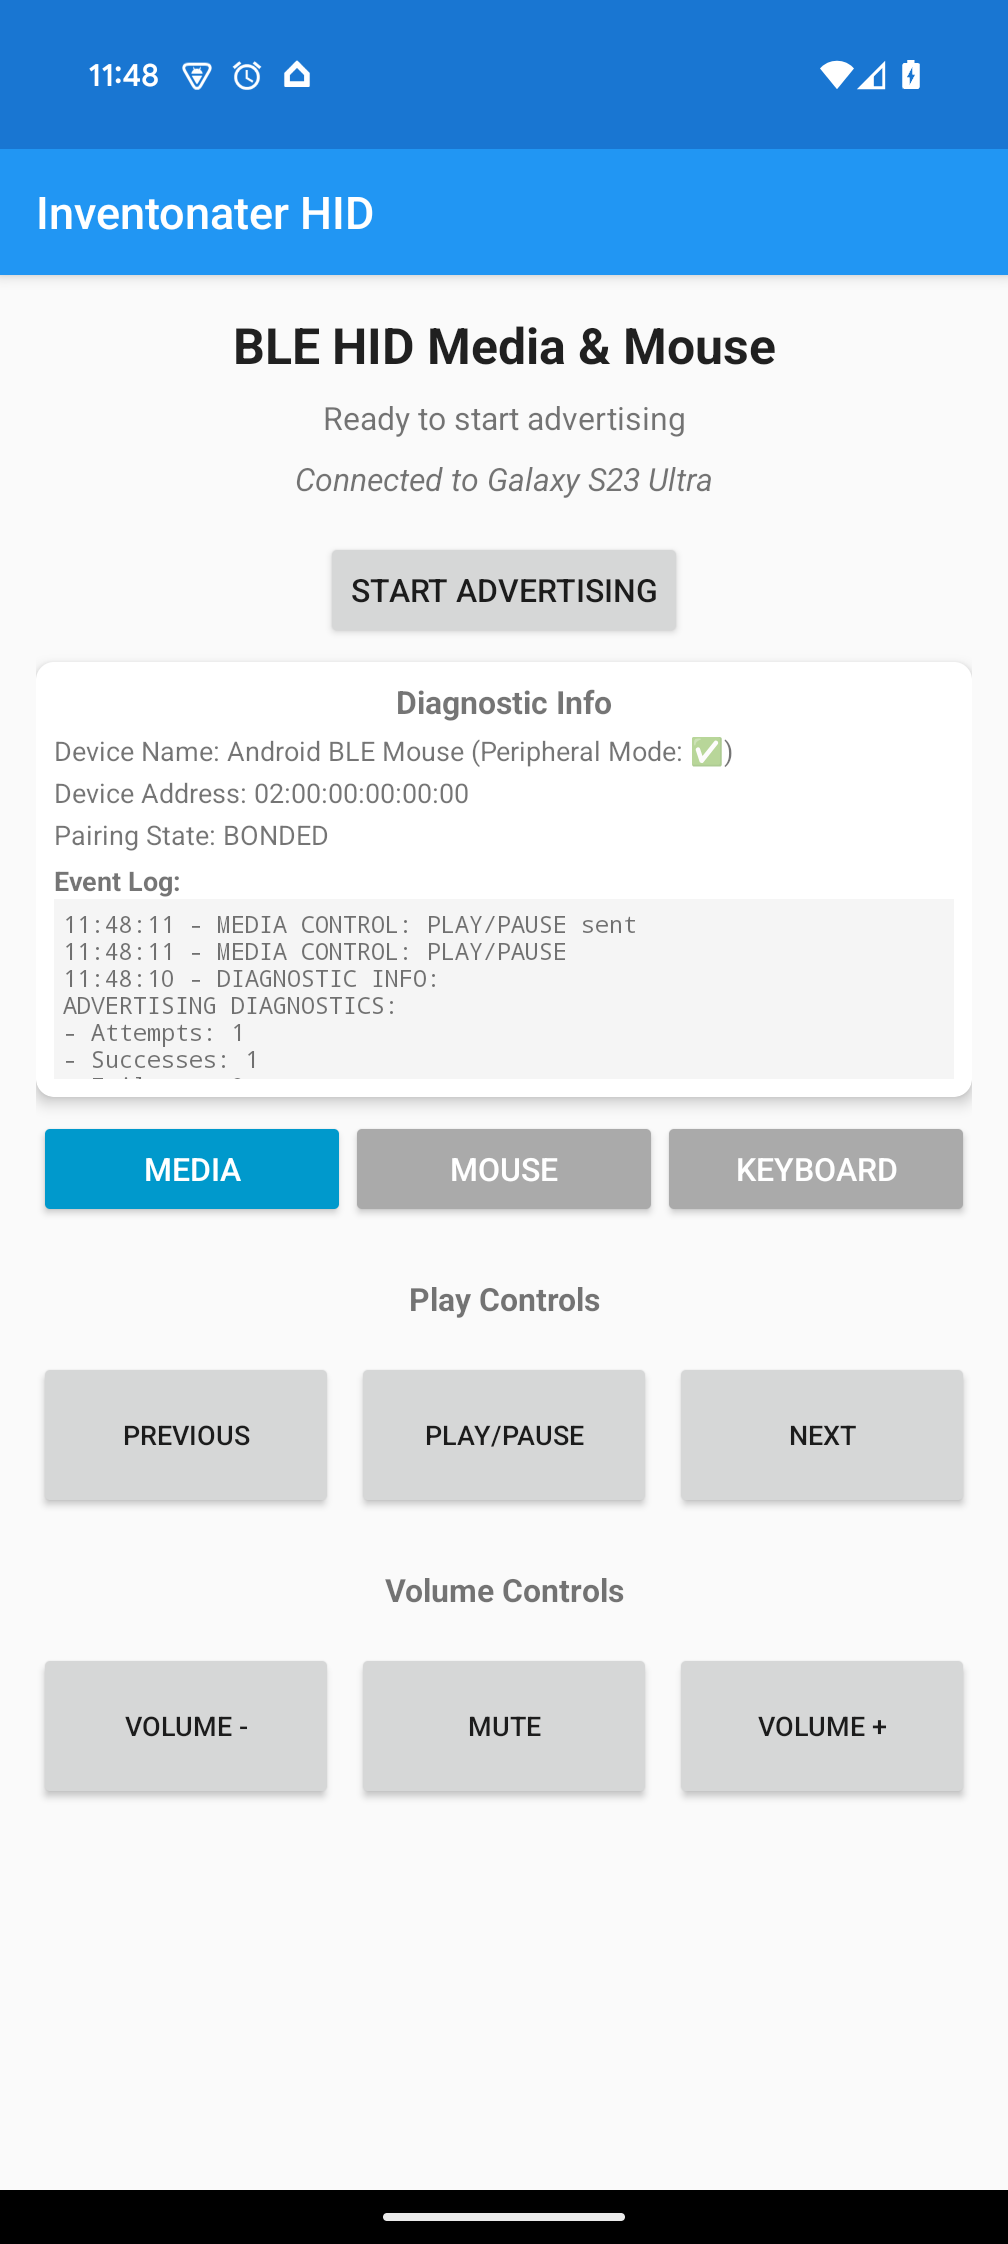 11:48
Inventonater HID
BLE HID Media & Mouse
Ready to start advertising
Connected to Galaxy S23 Ultra
START ADVERTISING
Diagnostic Info
Device Name: Android BLE Mouse (Peripheral Mode: ✅)
Device Address: 02:00:00:00:00:00
Pairing State: BONDED
Event Log:
11:48:11 - MEDIA CONTROL: PLAY/PAUSE sent
11:48:11 - MEDIA CONTROL: PLAY/PAUSE
11:48:10 - DIAGNOSTIC INFO:
ADVERTISING DIAGNOSTICS:
- Attempts: 1
- Successes: 1
MEDIA MOUSE KEYBOARD
Play Controls
PREVIOUS PLAY/PAUSE NEXT
Volume Controls
VOLUME - MUTE VOLUME +